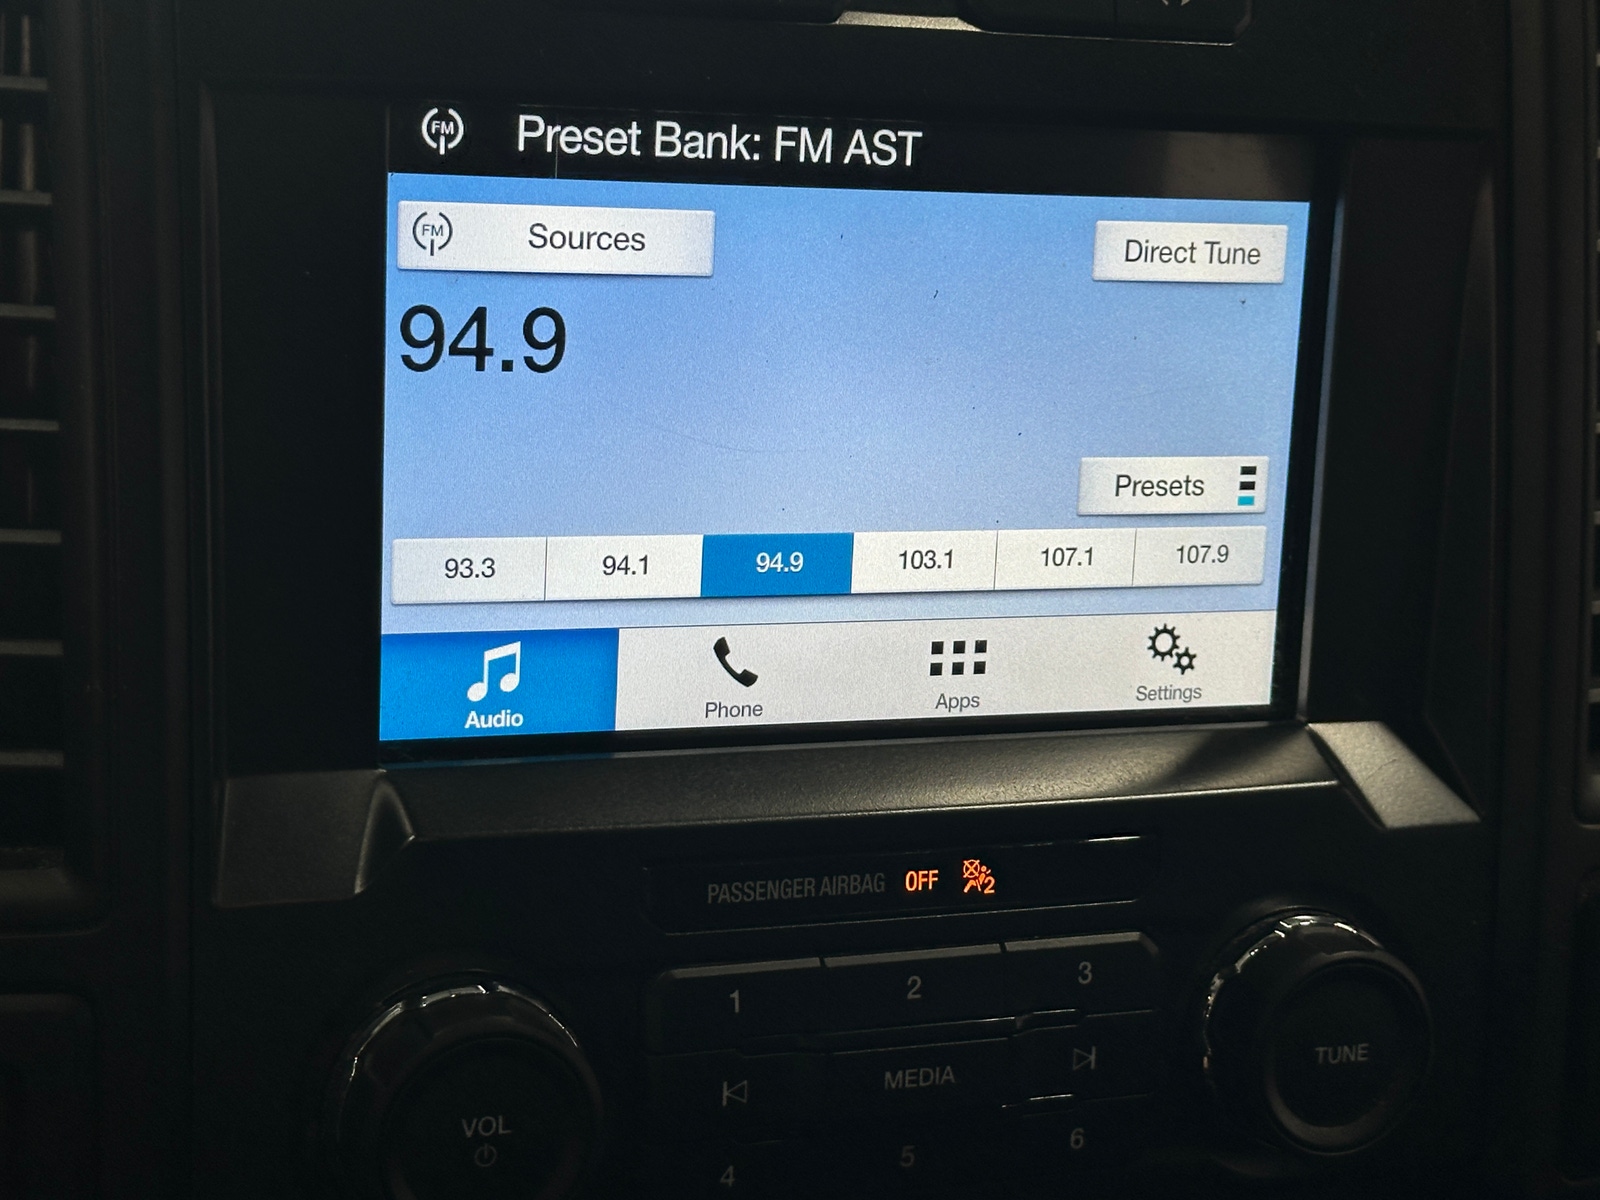 FM Preset Bank: FM AST
FM Sources
Direct Tune
94.9
Presets
93.3 94.1 94.9 103.1 107.1 107.9
Audio Phone Apps Settings
PASSENGER AIRBAG OFF 2
1 2 3
MEDIA
TUNE
VOL
4 5 6